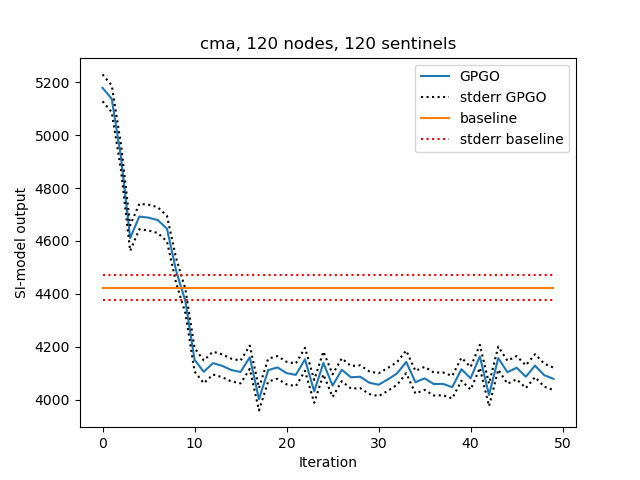 cma, 120 nodes, 120 sentinels
GPGO
stderr GPGO
baseline
stderr baseline
SI-model output
5200
5000
4800
4600
4400
4200
4000
0 10 20 30 40 50
Iteration